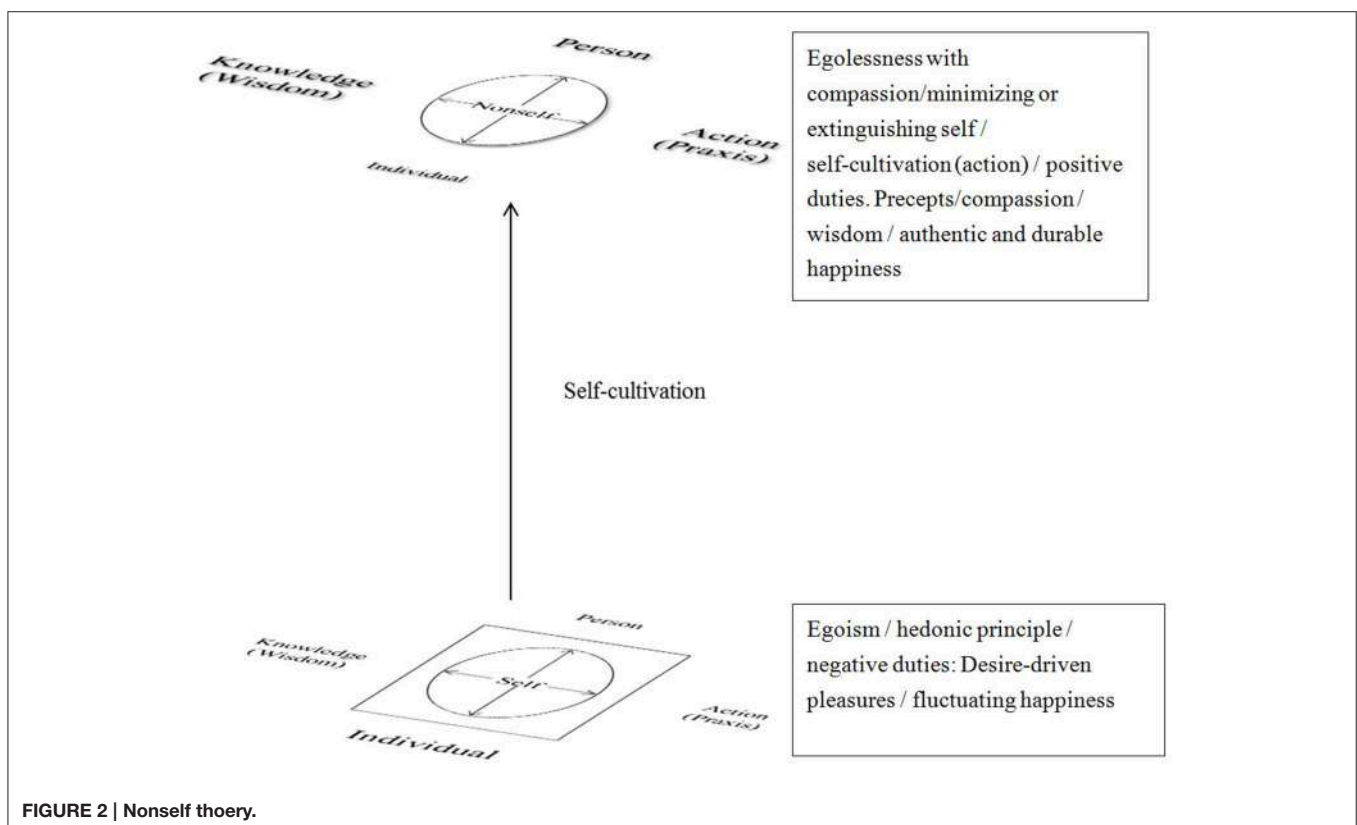 Person
Knowledge
(Wisdom)
Nonself
Action
(Praxis)
Individual
Egolessness with
compassion/minimizing or
extinguishing self /
self-cultivation (action) / positive
duties. Precepts/compassion /
wisdom / authentic and durable
happiness
Self-cultivation
Person
Knowledge
(Wisdom)
Self
Action
(Praxis)
Individual
Egoism / hedonic principle /
negative duties: Desire-driven
pleasures / fluctuating happiness
FIGURE 2 | Nonself thoery.